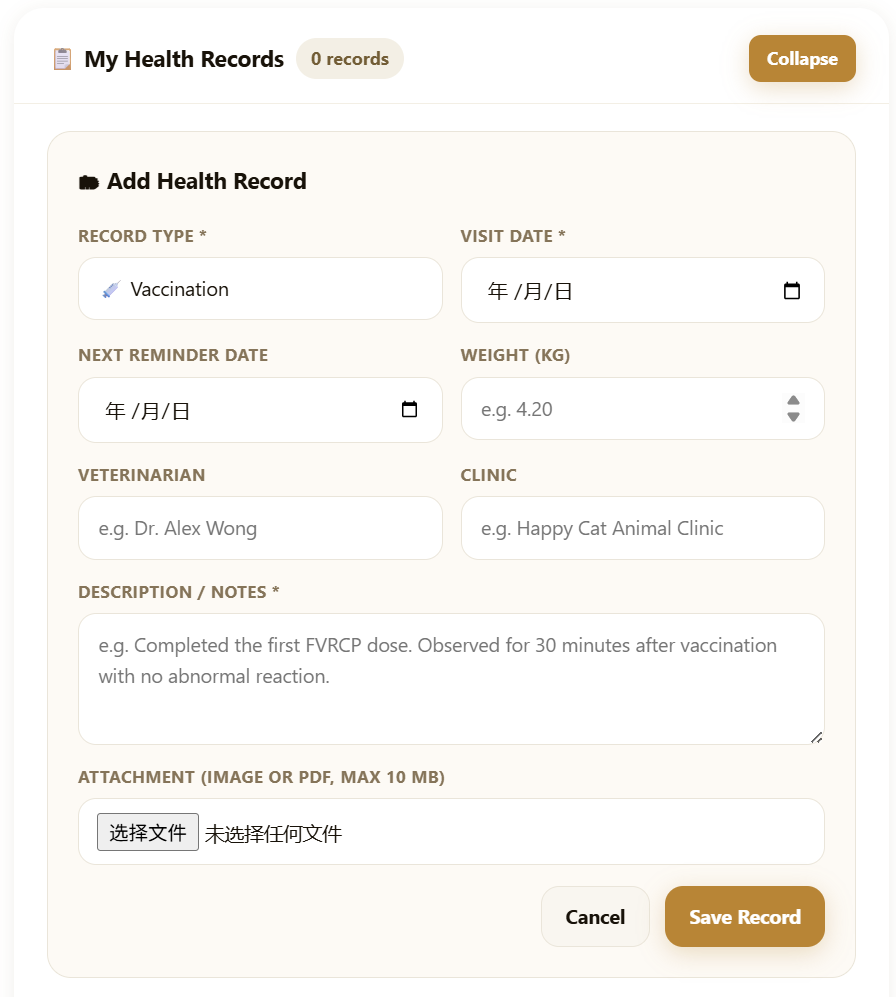 My Health Records 0 records Collapse
Add Health Record
RECORD TYPE * VISIT DATE *
Vaccination 年 /月/日
NEXT REMINDER DATE WEIGHT (KG)
年 /月/日 e.g. 4.20
VETERINARIAN CLINIC
e.g. Dr. Alex Wong e.g. Happy Cat Animal Clinic
DESCRIPTION / NOTES *
e.g. Completed the first FVRCP dose. Observed for 30 minutes after vaccination
with no abnormal reaction.
ATTACHMENT (IMAGE OR PDF, MAX 10 MB)
选择文件 未选择任何文件
Cancel Save Record